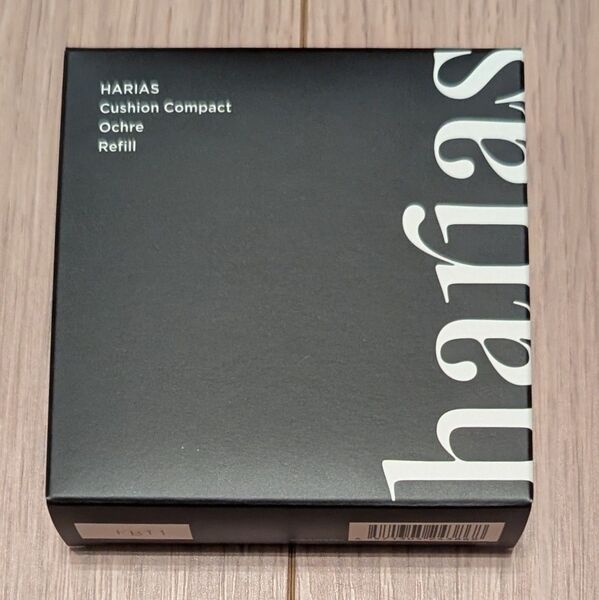 HARIAS
Cushion Compact
Ochre
Refill
harias